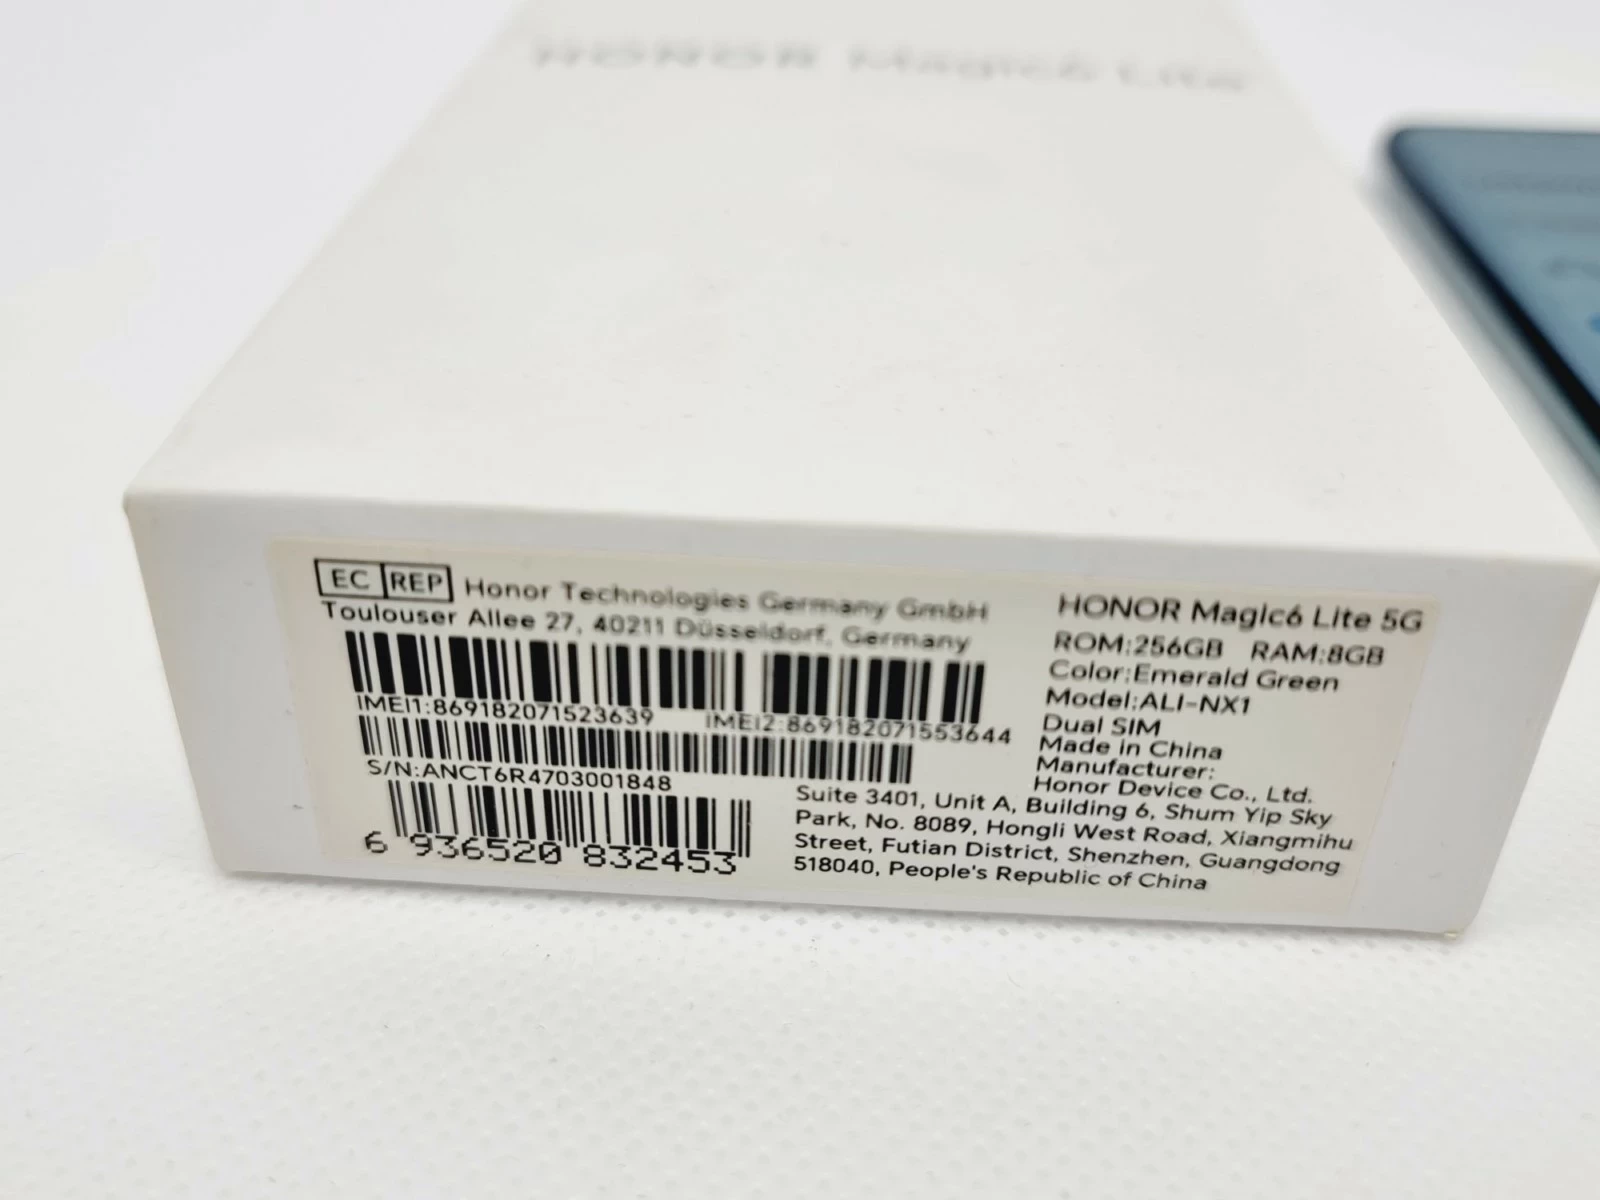 HONOR Magic6 Lite
EC REP Honor Technologies Germany GmbH
Toulouser Allee 27, 40211 Düsseldorf, Germany
IMEI1:869182071523639 IMEI2:869182071553644
S/N:ANCT6R4703001848
6 936520 832453
HONOR Magic6 Lite 5G
ROM:256GB RAM:8GB
Color:Emerald Green
Model:ALI-NX1
Dual SIM
Made in China
Manufacturer:
Honor Device Co., Ltd.
Suite 3401, Unit A, Building 6, Shum Yip Sky
Park, No. 8089, Hongli West Road, Xiangmihu
Street, Futian District, Shenzhen, Guangdong
518040, People's Republic of China